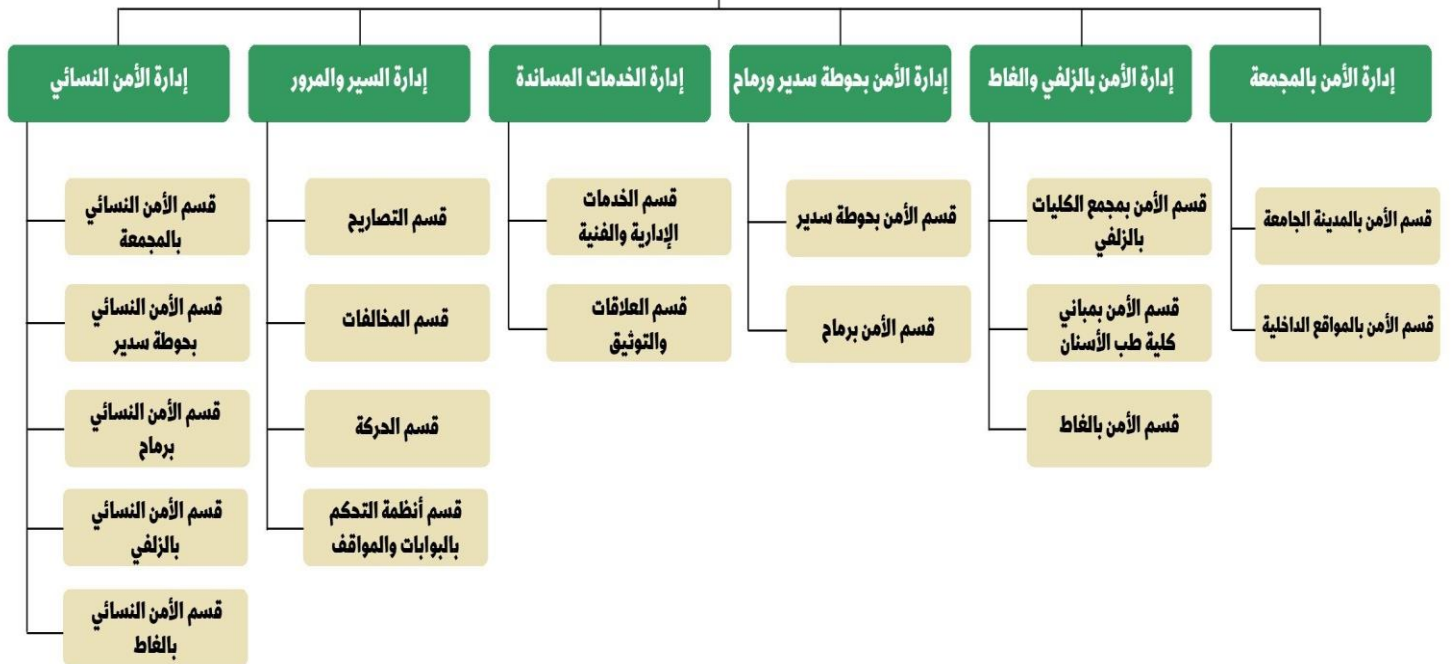 إدارة الأمن بالمجمعة
إدارة الأمن بالزلفي والغاط
إدارة الأمن بحوطة سدير ورماح
إدارة الخدمات المساندة
إدارة السير والمرور
إدارة الأمن النسائي
قسم الأمن بالمدينة الجامعة
قسم الأمن بالمواقع الداخلية
قسم الأمن بمجمع الكليات
بالزلفي
قسم الأمن بمباني
كلية طب الأسنان
قسم الأمن بالغاط
قسم الأمن بحوطة سدير
قسم الأمن برماح
قسم الخدمات
الإدارية والفنية
قسم العلاقات
والتوثيق
قسم التصاريح
قسم المخالفات
قسم الحركة
قسم أنظمة التحكم
بالبوابات والمواقف
قسم الأمن النسائي
بالمجمعة
قسم الأمن النسائي
بحوطة سدير
قسم الأمن النسائي
برماح
قسم الأمن النسائي
بالزلفي
قسم الأمن النسائي
بالغاط